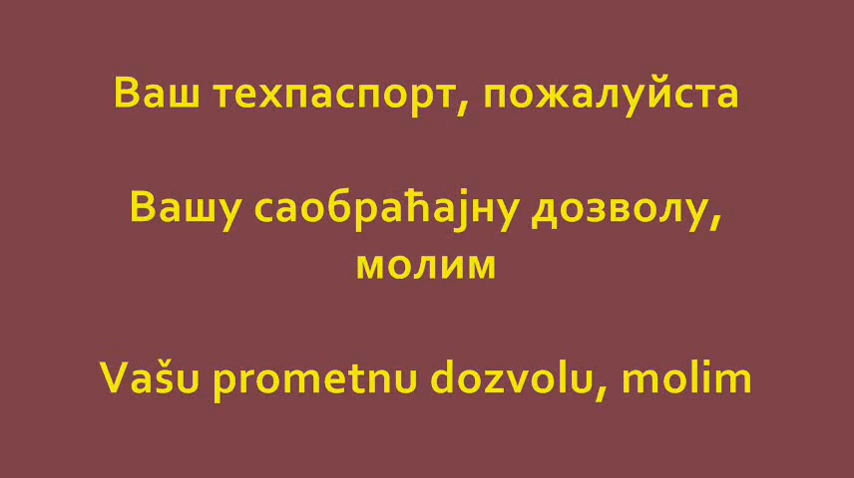 Ваш техпаспорт, пожалуйста
Вашу саобраћајну дозволу,
молим
Vašu prometnu dozvolu, molim